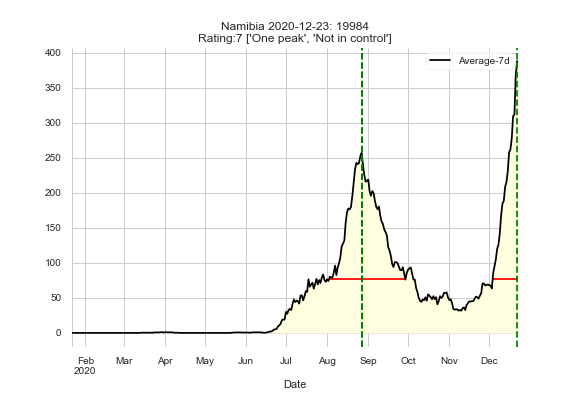 Namibia 2020-12-23: 19984
Rating:7 ['One peak', 'Not in control']
Average-7d
400
350
300
250
200
150
100
50
0
Feb Mar Apr May Jun Jul Aug Sep Oct Nov Dec
2020
Date